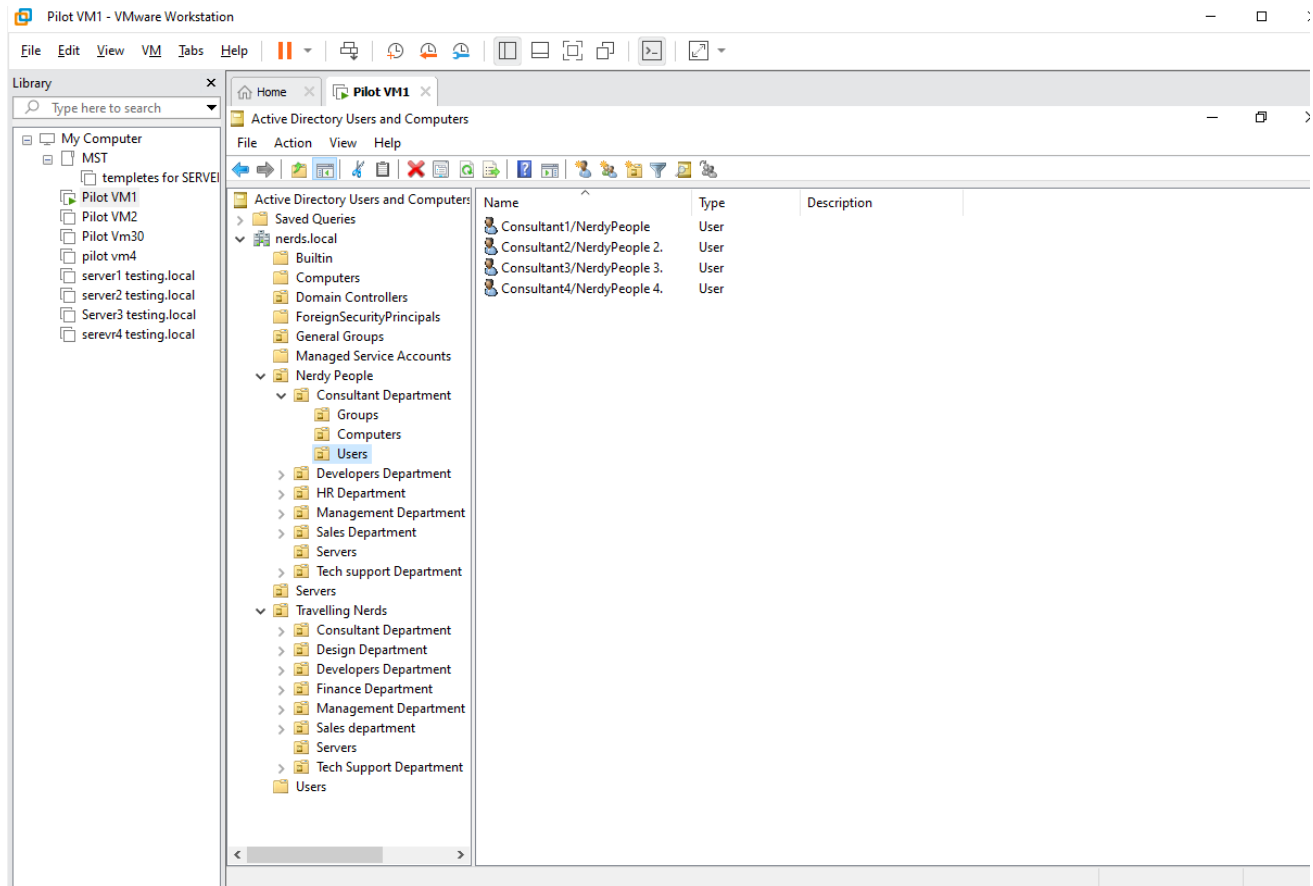 Pilot VM1 - VMware Workstation
File Edit View VM Tabs Help
Library
Type here to search
My Computer
MST
templetes for SERVE
Pilot VM1
Pilot VM2
Pilot Vm30
pilot vm4
server1 testing.local
server2 testing.local
Server3 testing.local
serevr4 testing.local
Home
Pilot VM1
Active Directory Users and Computers
File Action View Help
Active Directory Users and Computers
Saved Queries
nerds.local
Builtin
Computers
Domain Controllers
ForeignSecurityPrincipals
General Groups
Managed Service Accounts
Nerdy People
Consultant Department
Groups
Computers
Users
Developers Department
HR Department
Management Department
Sales Department
Servers
Tech support Department
Servers
Travelling Nerds
Consultant Department
Design Department
Developers Department
Finance Department
Management Department
Sales department
Servers
Tech Support Department
Users
Name Type Description
Consultant1/NerdyPeople User
Consultant2/NerdyPeople 2. User
Consultant3/NerdyPeople 3. User
Consultant4/NerdyPeople 4. User